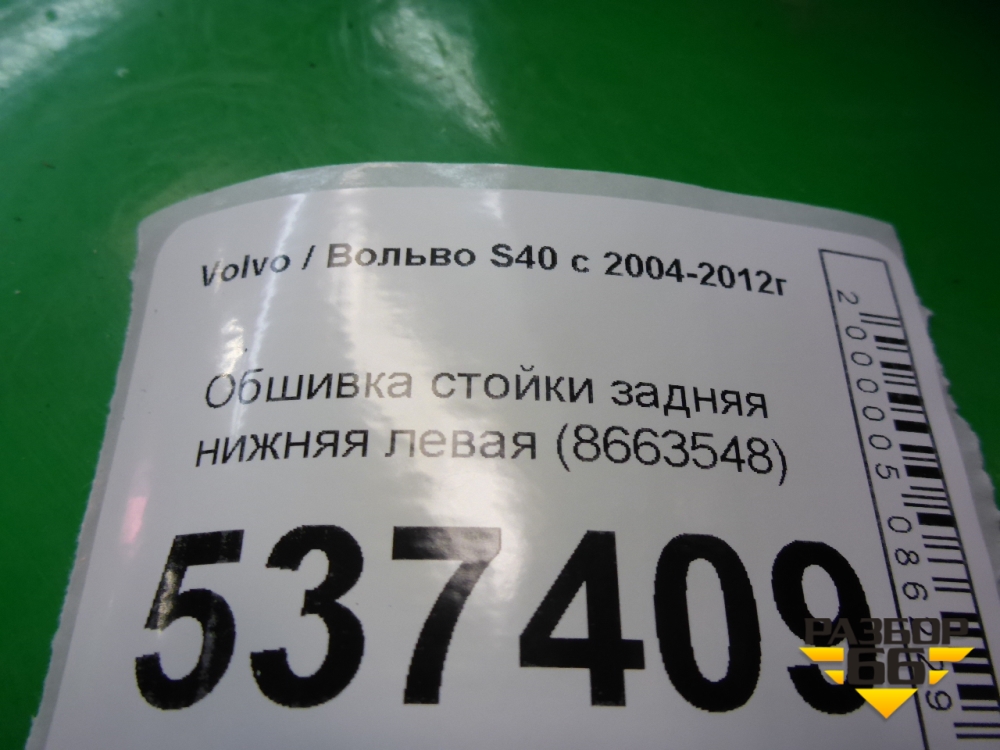 Volvo / Вольво S40 с 2004-2012г
Обшивка стойки задняя
нижняя левая (8663548)
537409
РАЗБОР
66